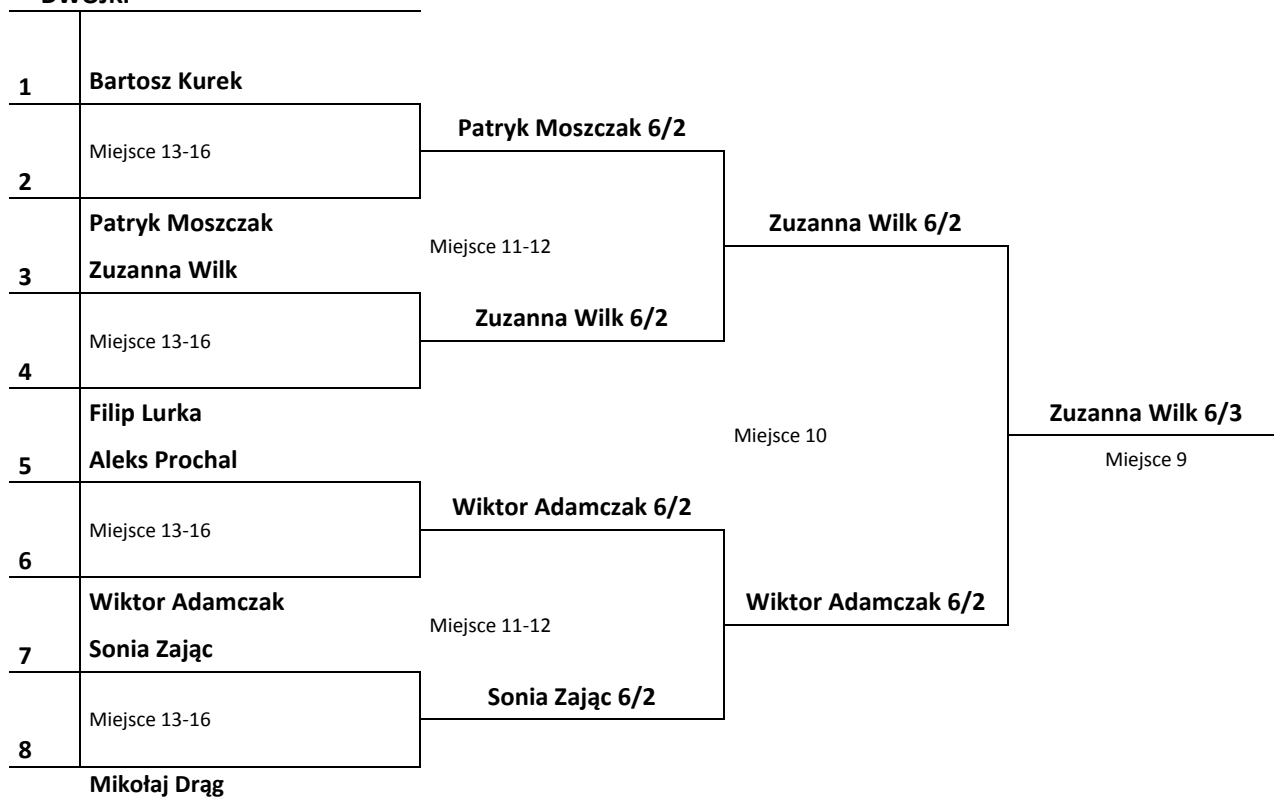 1 Bartosz Kurek
Patryk Moszczak 6/2
Miejsce 13-16
2
Patryk Moszczak
Zuzanna Wilk 6/2
Miejsce 11-12
3 Zuzanna Wilk
Zuzanna Wilk 6/2
Miejsce 13-16
4
Filip Lurka
Zuzanna Wilk 6/3
Miejsce 10
5 Aleks Prochal
Miejsce 9
Wiktor Adamczak 6/2
Miejsce 13-16
6
Wiktor Adamczak
Wiktor Adamczak 6/2
Miejsce 11-12
7 Sonia Zając
Sonia Zając 6/2
Miejsce 13-16
8
Mikołaj Drąg